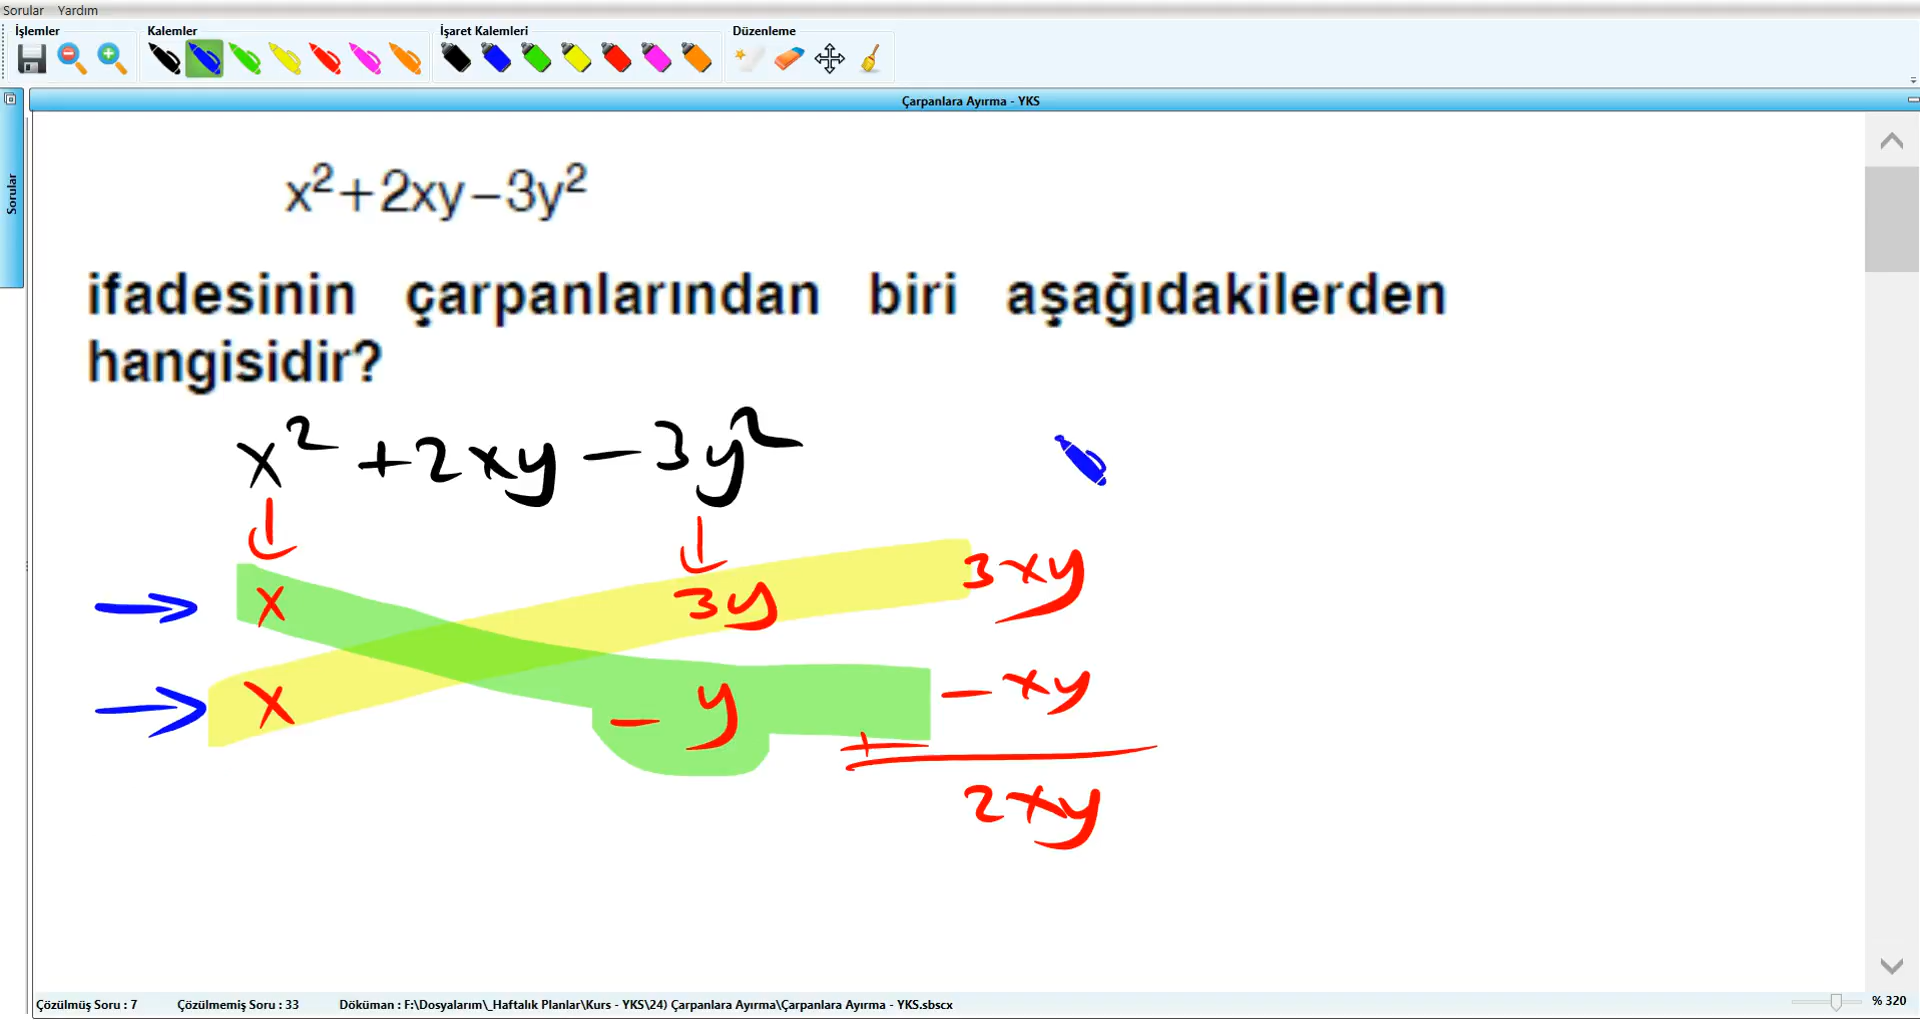 Sorular Yardım
İşlemler Kalemler İşaret Kalemleri Düzenleme
Çarpanlara Ayırma - YKS
Sorular
x²+2xy-3y²
ifadesinin çarpanlarından biri aşağıdakilerden
hangisidir?
x² +2xy - 3y²
x 3y 3xy
x - y - xy
+
2xy
Çözülmüş Soru : 7 Çözülmemiş Soru : 33 Döküman : F:\Dosyalarım\_Haftalık Planlar\Kurs - YKS\24) Çarpanlara Ayırma\Çarpanlara Ayırma - YKS.sbscx % 320